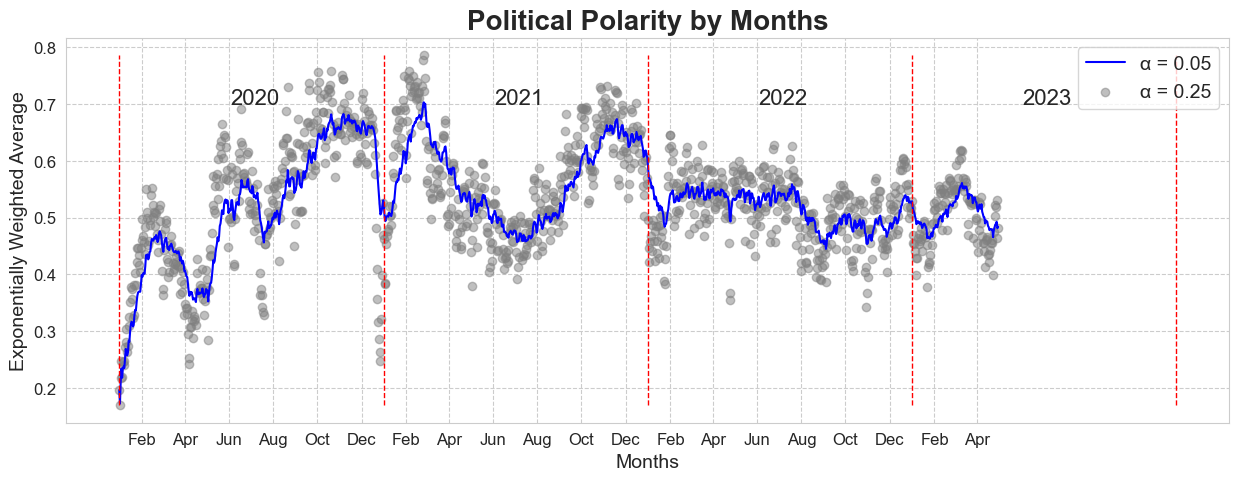 Political Polarity by Months
Exponentially Weighted Average
0.8
0.7
0.6
0.5
0.4
0.3
0.2
2020
2021
2022
2023
α = 0.05
α = 0.25
Feb Apr Jun Aug Oct Dec Feb Apr Jun Aug Oct Dec Feb Apr Jun Aug Oct Dec Feb Apr
Months